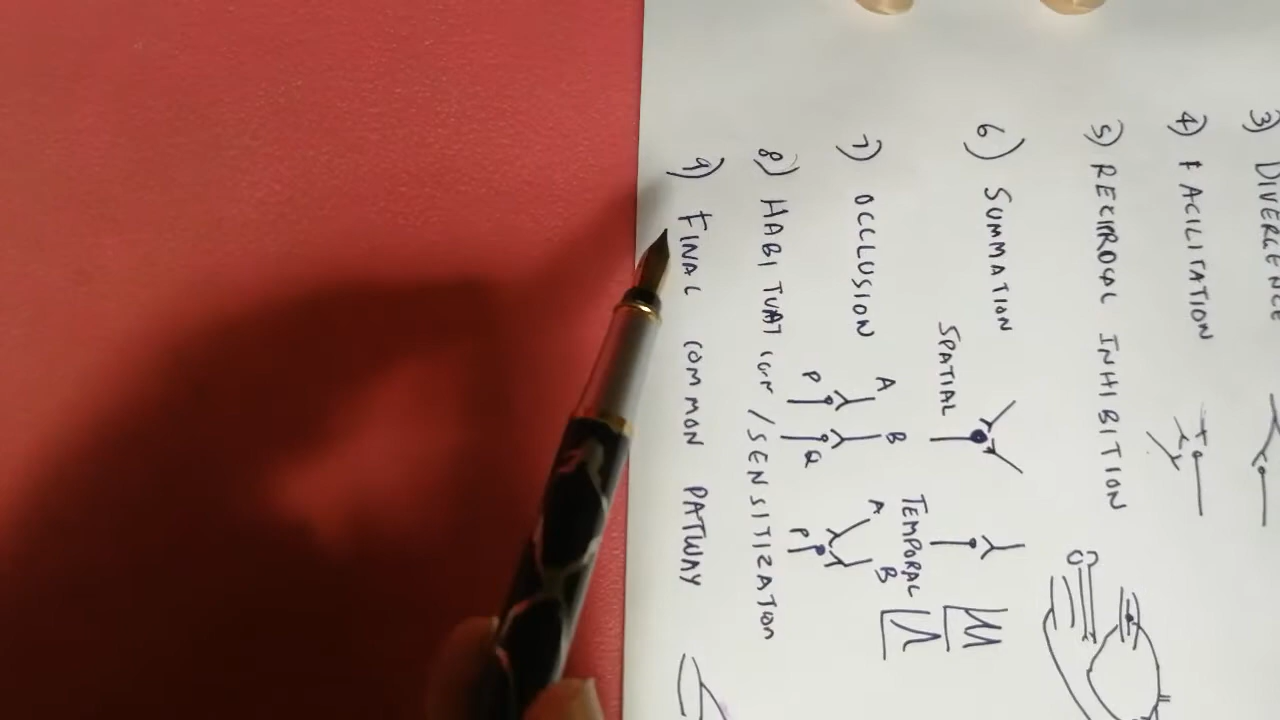 3) DIVERGENCE
4) FACILITATION
5) RECIPROCAL INHIBITION
6) SUMMATION
SPATIAL
TEMPORAL
7) OCCLUSION
A B
P Q
A B
P
8) HABITUATION/SENSITIZATION
9) FINAL COMMON PATWAY